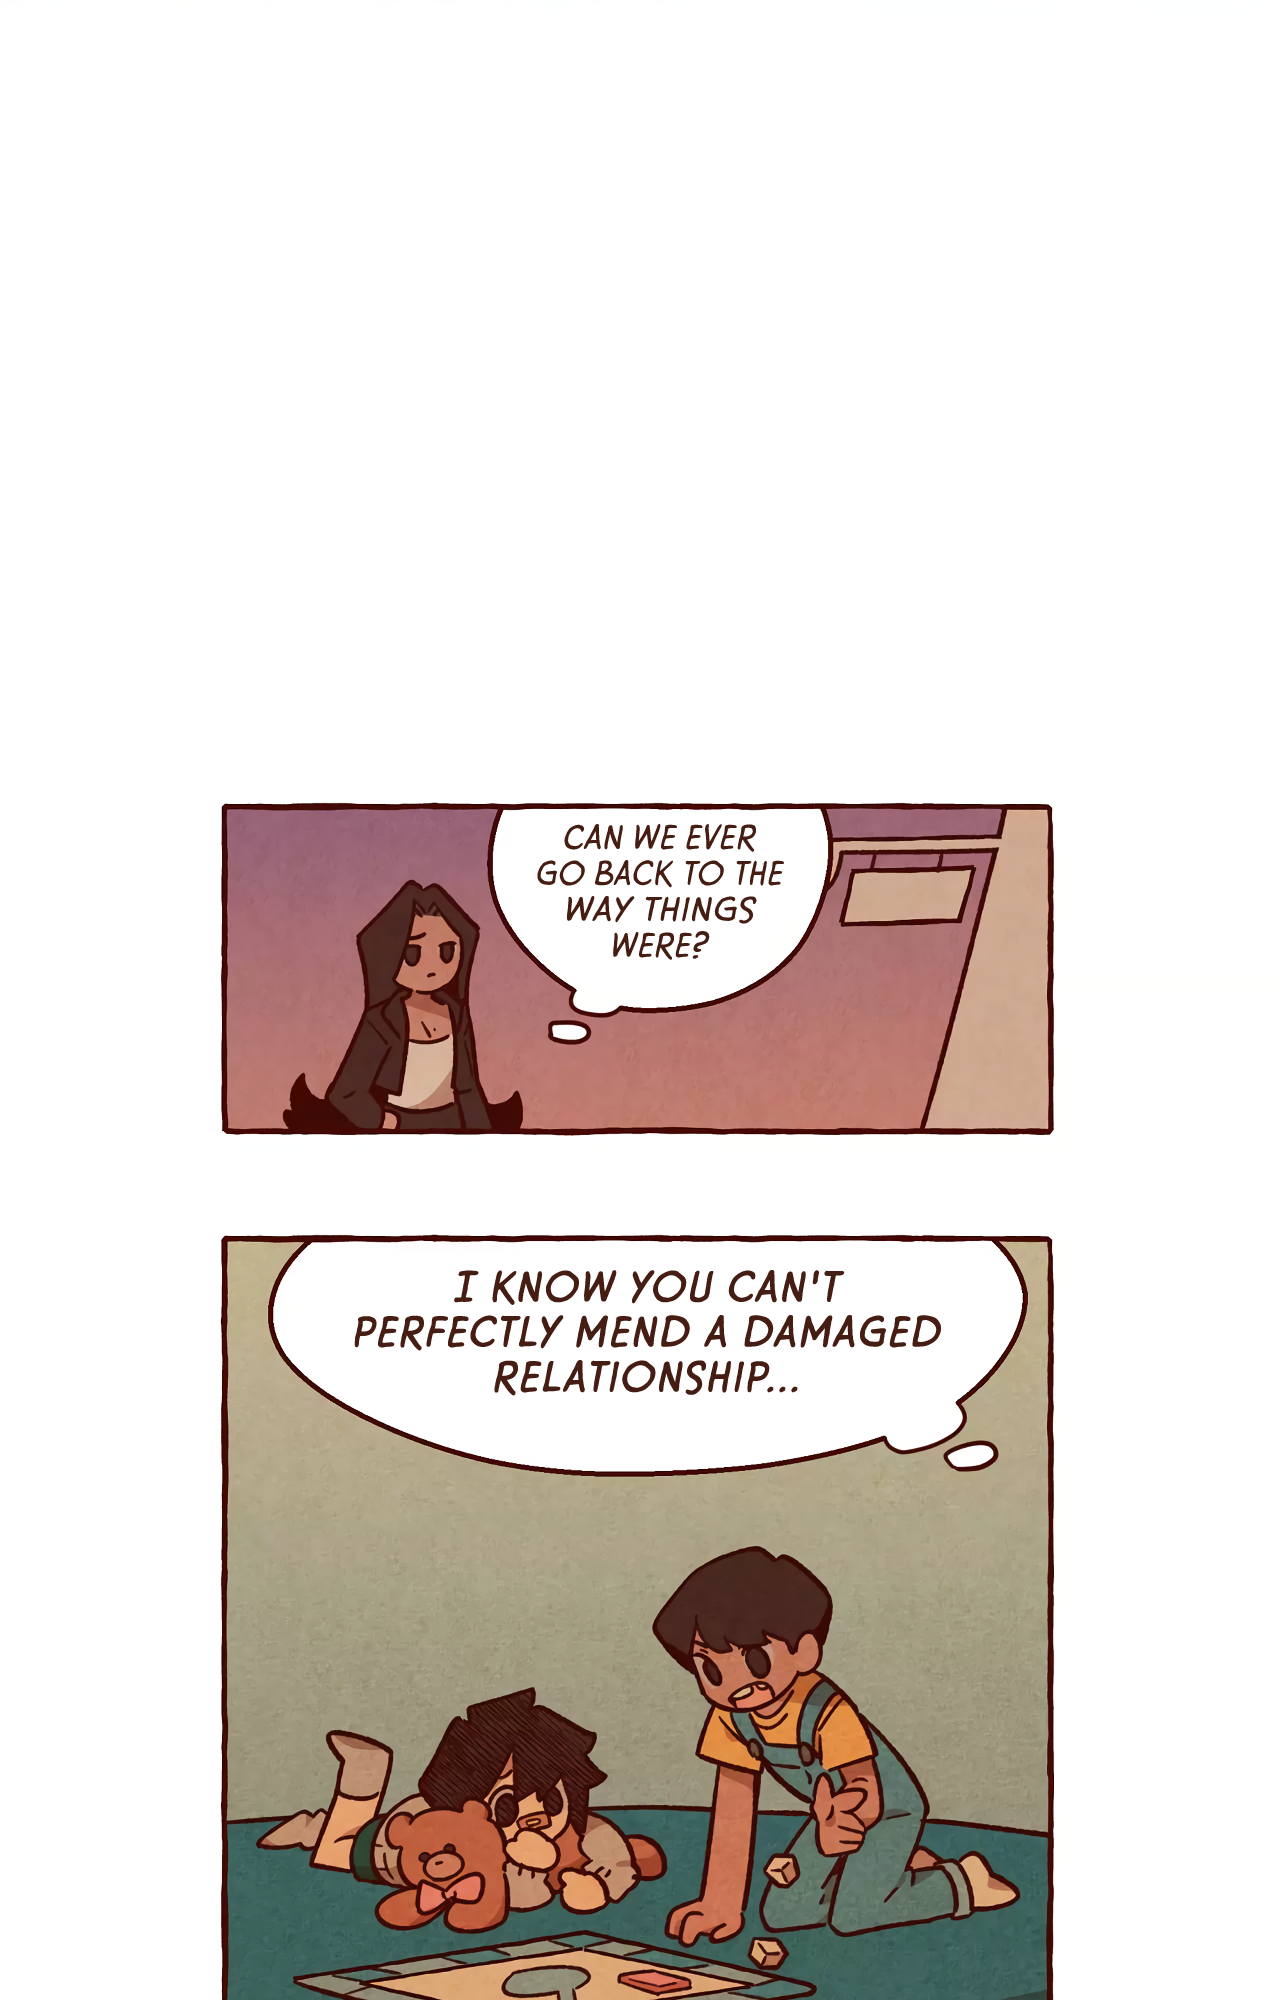 CAN WE EVER
GO BACK TO THE
WAY THINGS
WERE?
I KNOW YOU CAN'T
PERFECTLY MEND A DAMAGED
RELATIONSHIP...